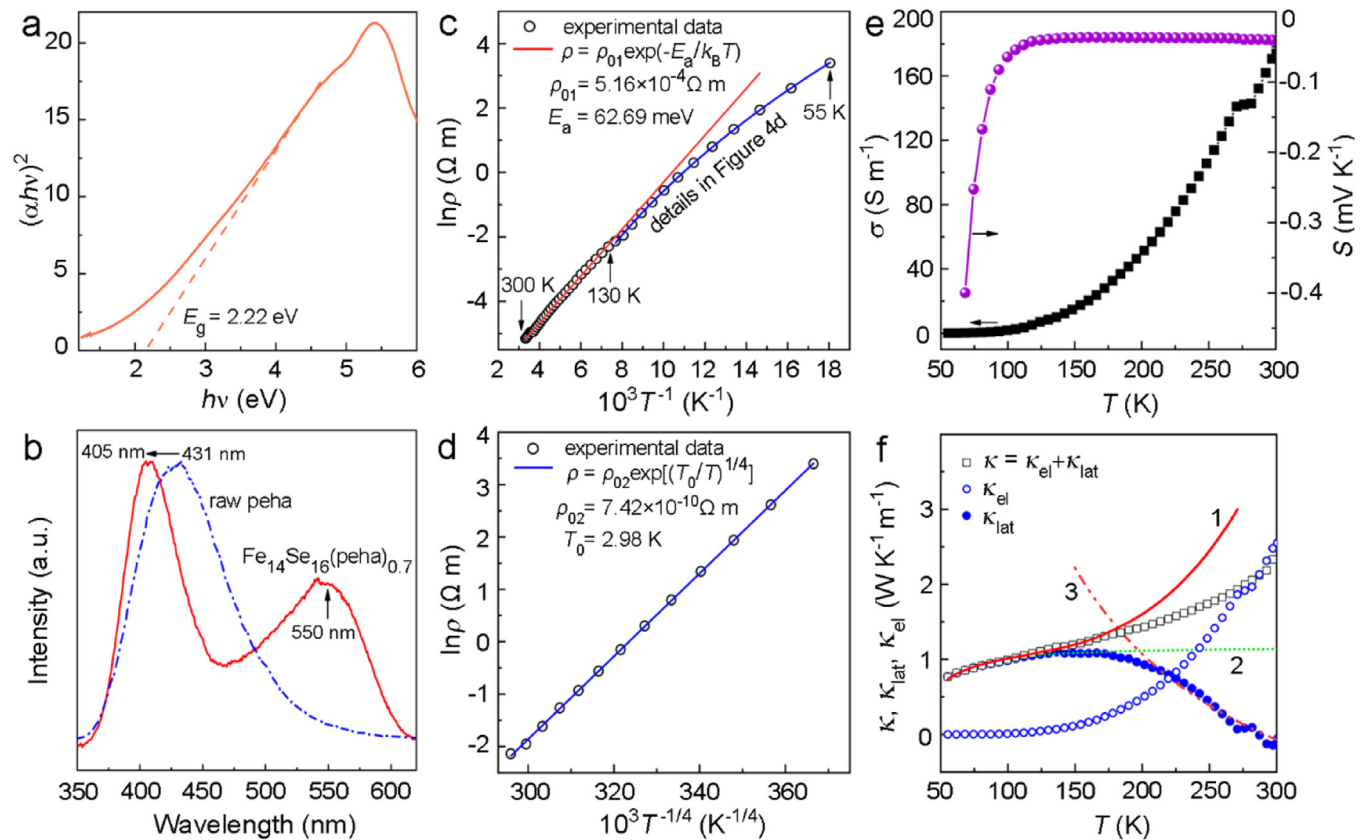 a
20
15
10
5
0
(αhν)²
E_g = 2.22 eV
2
3
4
5
6
hν (eV)
b
405 nm
431 nm
raw peha
Fe₁₄Se₁₆(peha)₀.₇
550 nm
Intensity (a.u.)
350
400
450
500
550
600
Wavelength (nm)
c
experimental data
ρ = ρ₀₁exp(-E_a/k_BT)
ρ₀₁ = 5.16×10⁻⁴Ω m
E_a = 62.69 meV
55 K
details in Figure 4d
300 K
130 K
4
2
0
-2
-4
lnρ (Ω m)
4
6
8
10
12
14
16
18
10³T⁻¹ (K⁻¹)
d
experimental data
ρ = ρ₀₂exp[(T₀/T)^1/4]
ρ₀₂ = 7.42×10⁻¹⁰Ω m
T₀ = 2.98 K
4
3
2
1
0
-1
-2
lnρ (Ω m)
300
320
340
360
10³T⁻¹/⁴ (K⁻¹/⁴)
e
200
180
160
140
120
100
80
60
40
20
0
σ (S m⁻¹)
0
-0.1
-0.2
-0.3
-0.4
S (mV K⁻¹)
50
100
150
200
250
300
T (K)
f
κ = κ_el+κ_lat
κ_el
κ_lat
1
2
3
4
3
2
1
0
κ, κ_lat, κ_el (W K⁻¹ m⁻¹)
50
100
150
200
250
300
T (K)